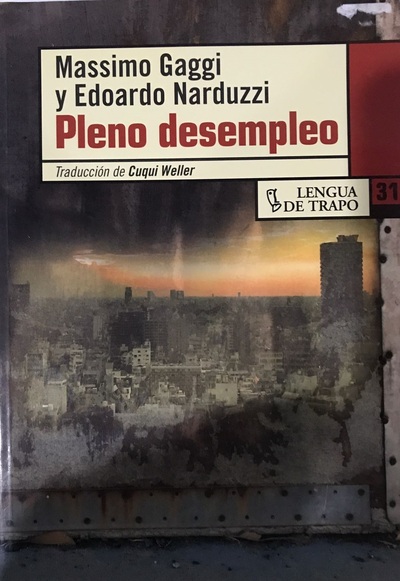 Massimo Gaggi
y Edoardo Narduzzi
Pleno desempleo
Traducción de Cuqui Weller
LENGUA
DE TRAPO
31